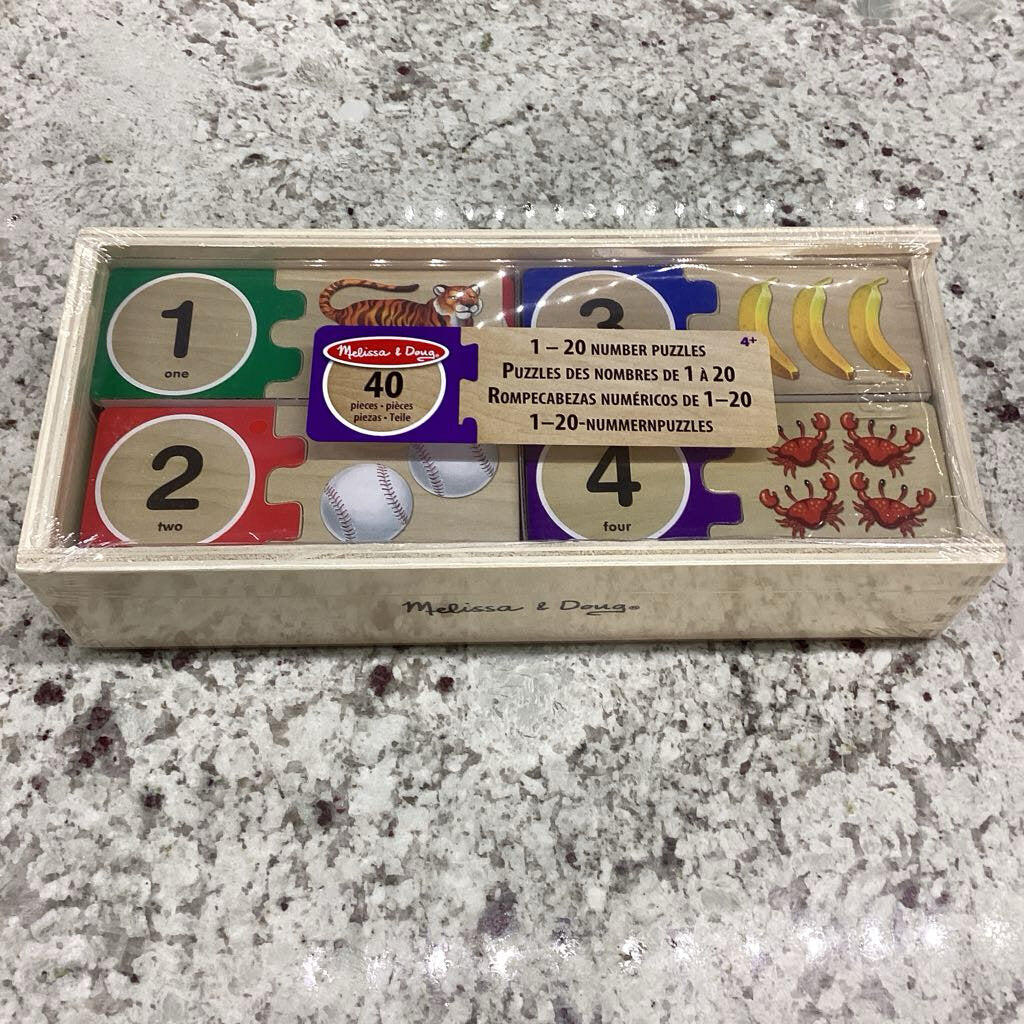 1
one
3
Melissa & Doug®
40
pieces • pièces
piezas • Teile
4+
1 – 20 NUMBER PUZZLES
PUZZLES DES NOMBRES DE 1 À 20
ROMPECABEZAS NUMÉRICOS DE 1–20
1–20-NUMMERNPUZZLES
2
two
4
four
Melissa & Doug®